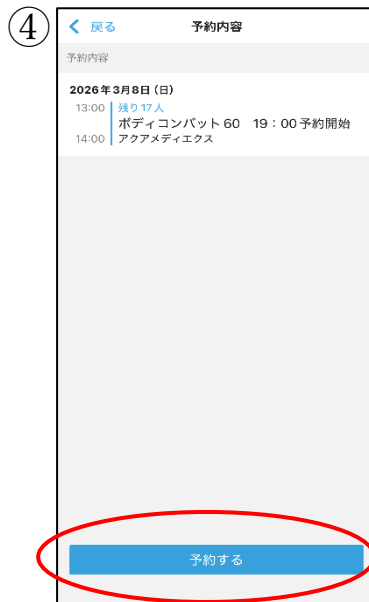 ④
戻る 予約内容
予約内容
2026年3月8日 (日)
13:00 残り17人
ボディコンバット60 19：00予約開始
14:00 アクアメディエクス
予約する